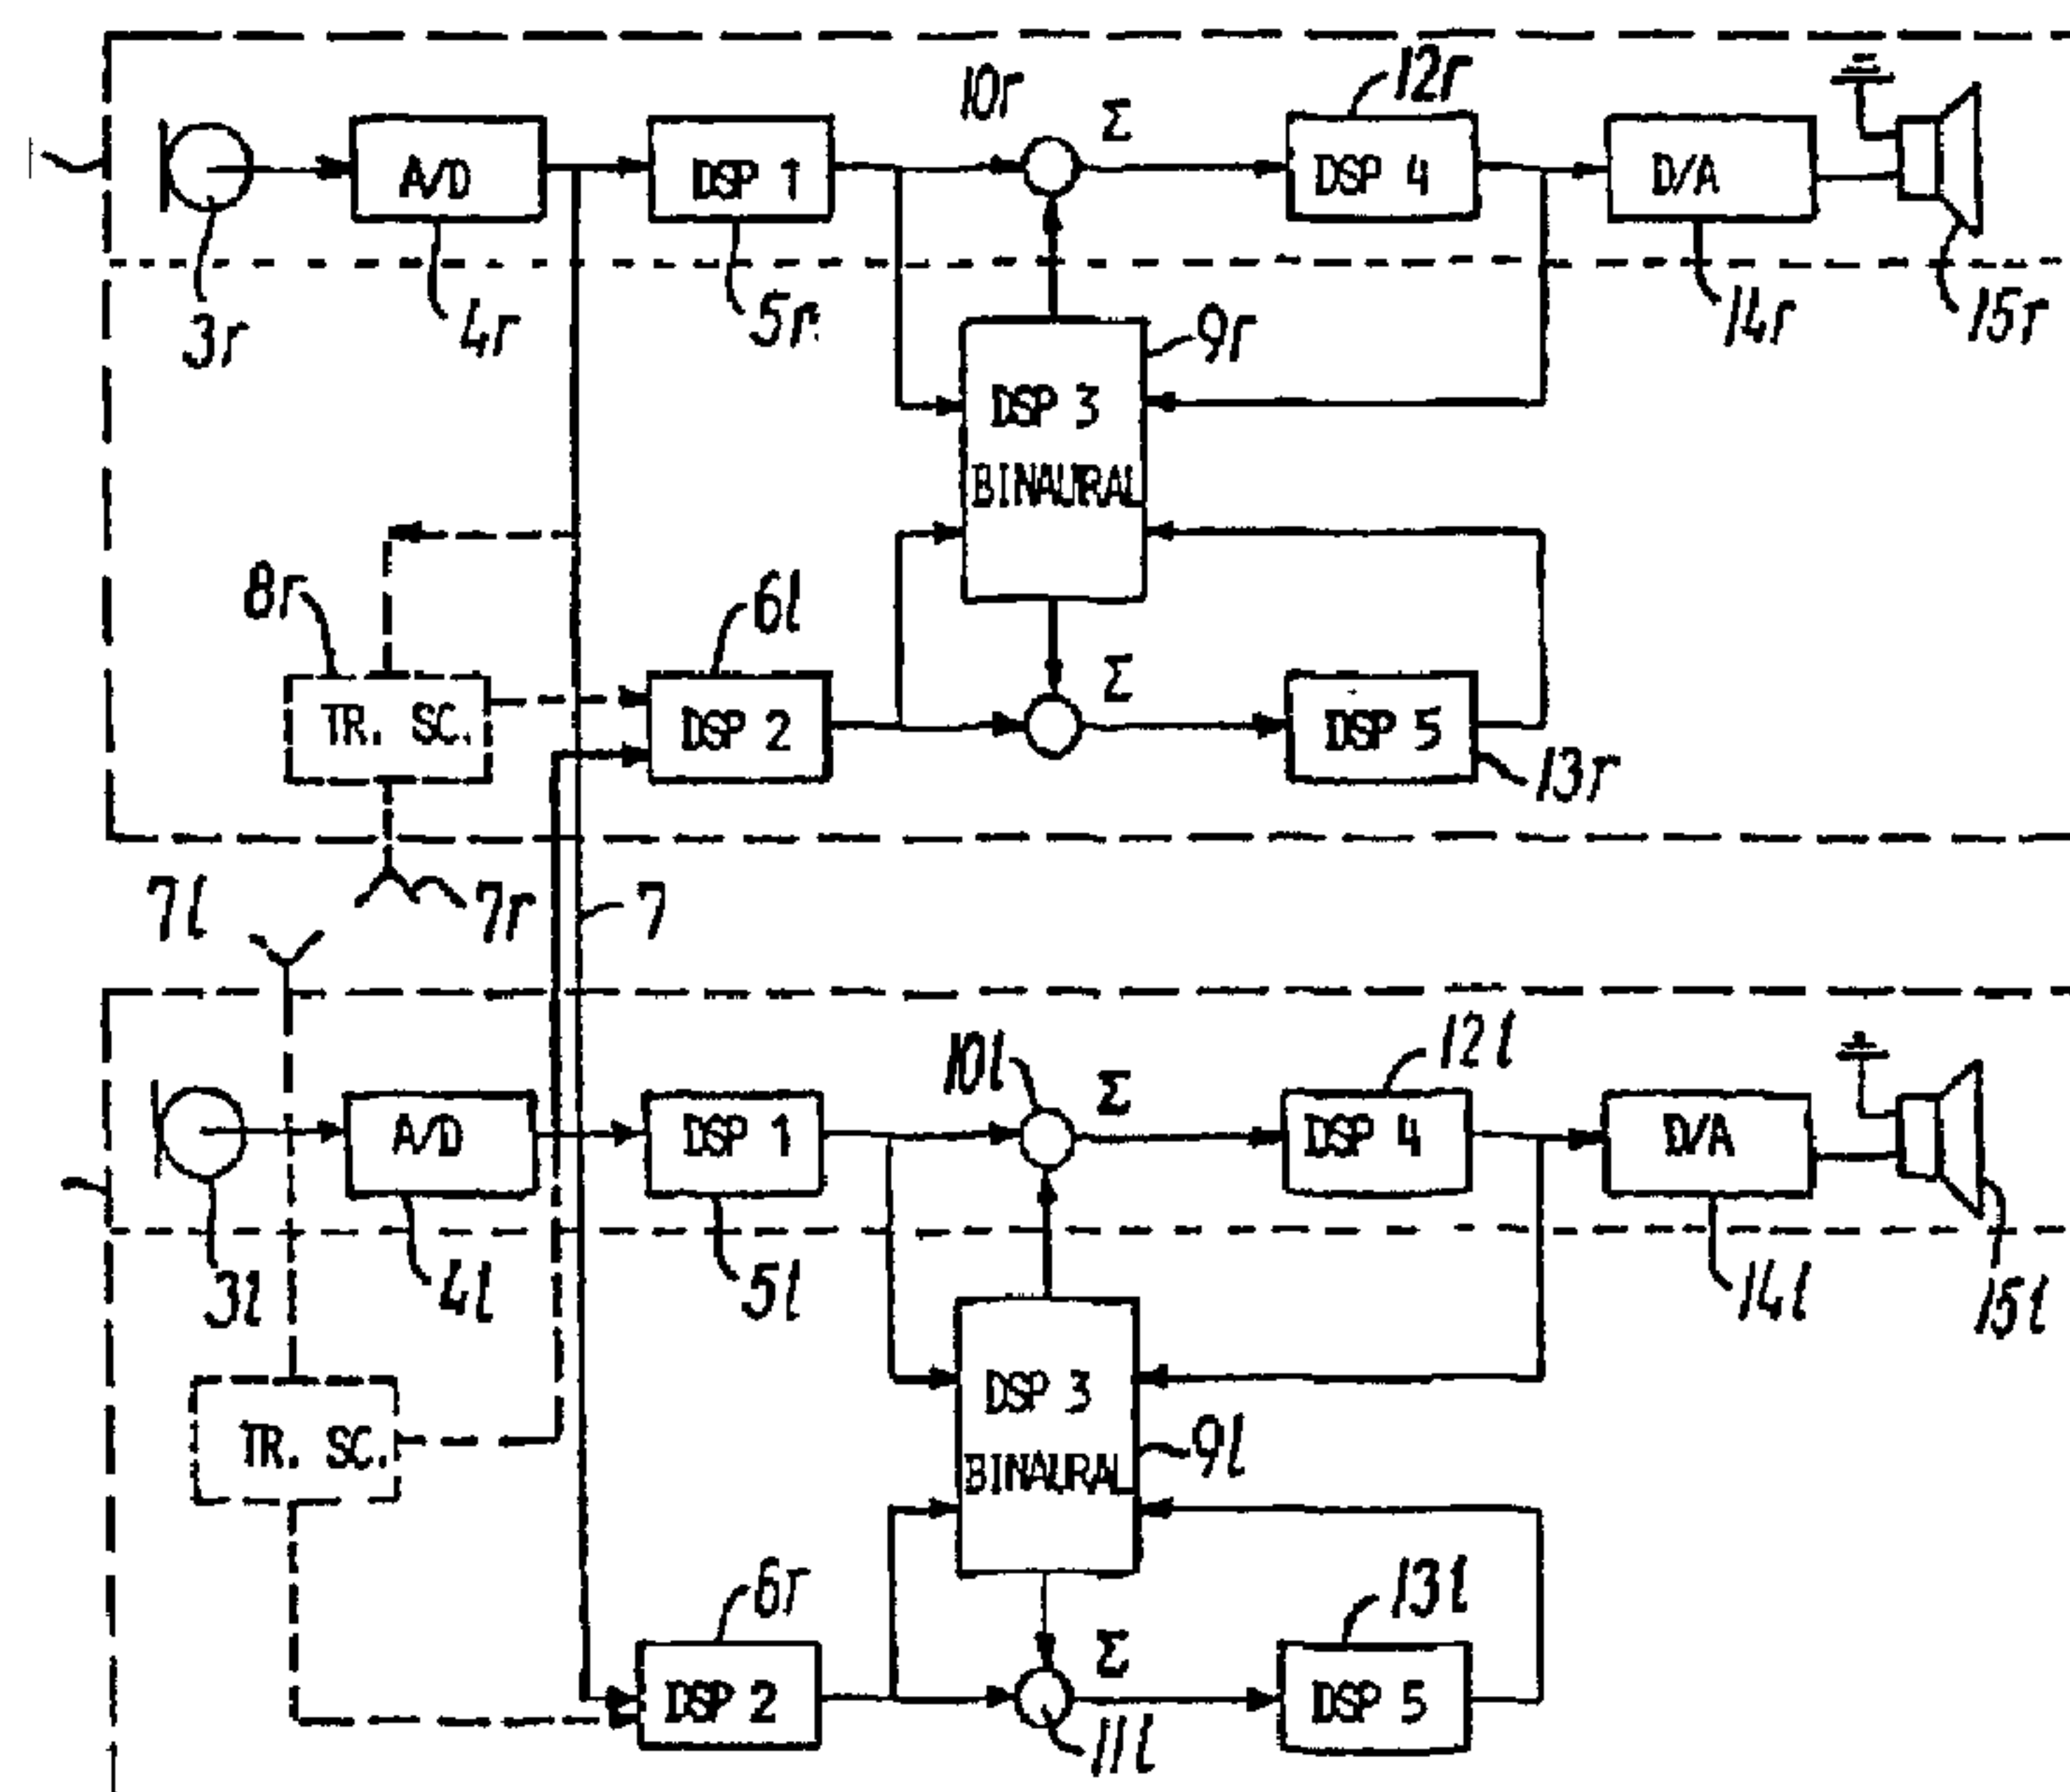 10r Σ 12r
A/D DSP 1 DSP 4 D/A
3r 4r 5r 9r 14r 15r
DSP 3
BINAURAL
8r 6l Σ
TR. SC. DSP 2 DSP 5
13r
7l 7r 7
10l Σ 12l
A/D DSP 1 DSP 4 D/A
3l 4l 5l 14l 15l
DSP 3
TR. SC. BINAURAL 9l
6r Σ 13l
DSP 2 DSP 5
11l